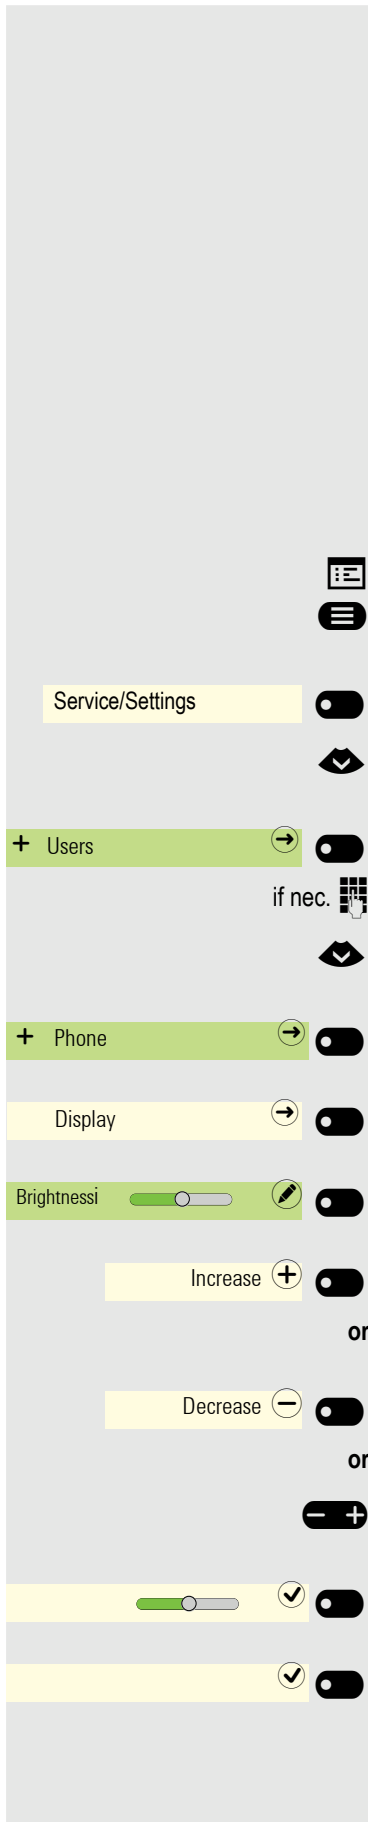 Service/Settings
+ Users
if nec.
+ Phone
Display
Brightnessi
Increase +
or
Decrease −
or
− +